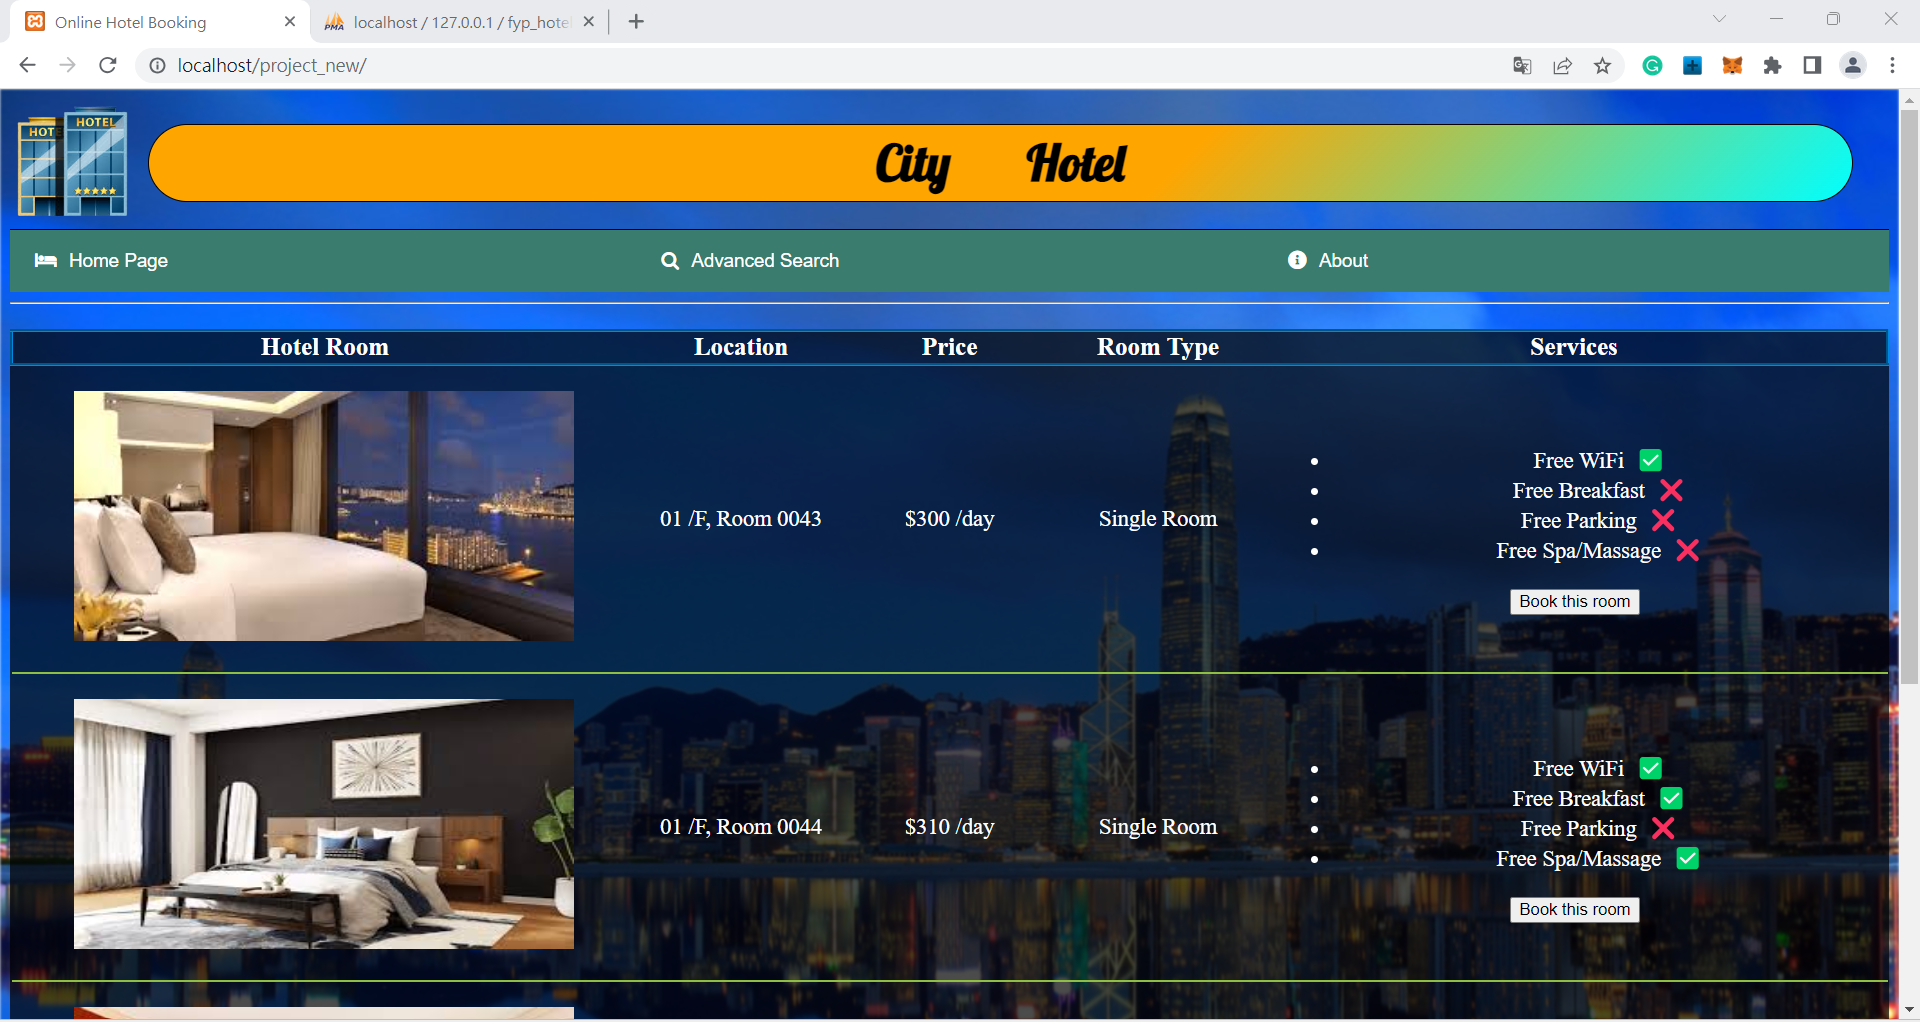 Online Hotel Booking
localhost / 127.0.0.1 / fyp_hote
localhost/project_new/
HOTEL
HOT
City Hotel
Home Page
Advanced Search
About
Hotel Room Location Price Room Type Services
01 /F, Room 0043 $300 /day Single Room
Free WiFi ✅
Free Breakfast ❌
Free Parking ❌
Free Spa/Massage ❌
Book this room
01 /F, Room 0044 $310 /day Single Room
Free WiFi ✅
Free Breakfast ✅
Free Parking ❌
Free Spa/Massage ✅
Book this room